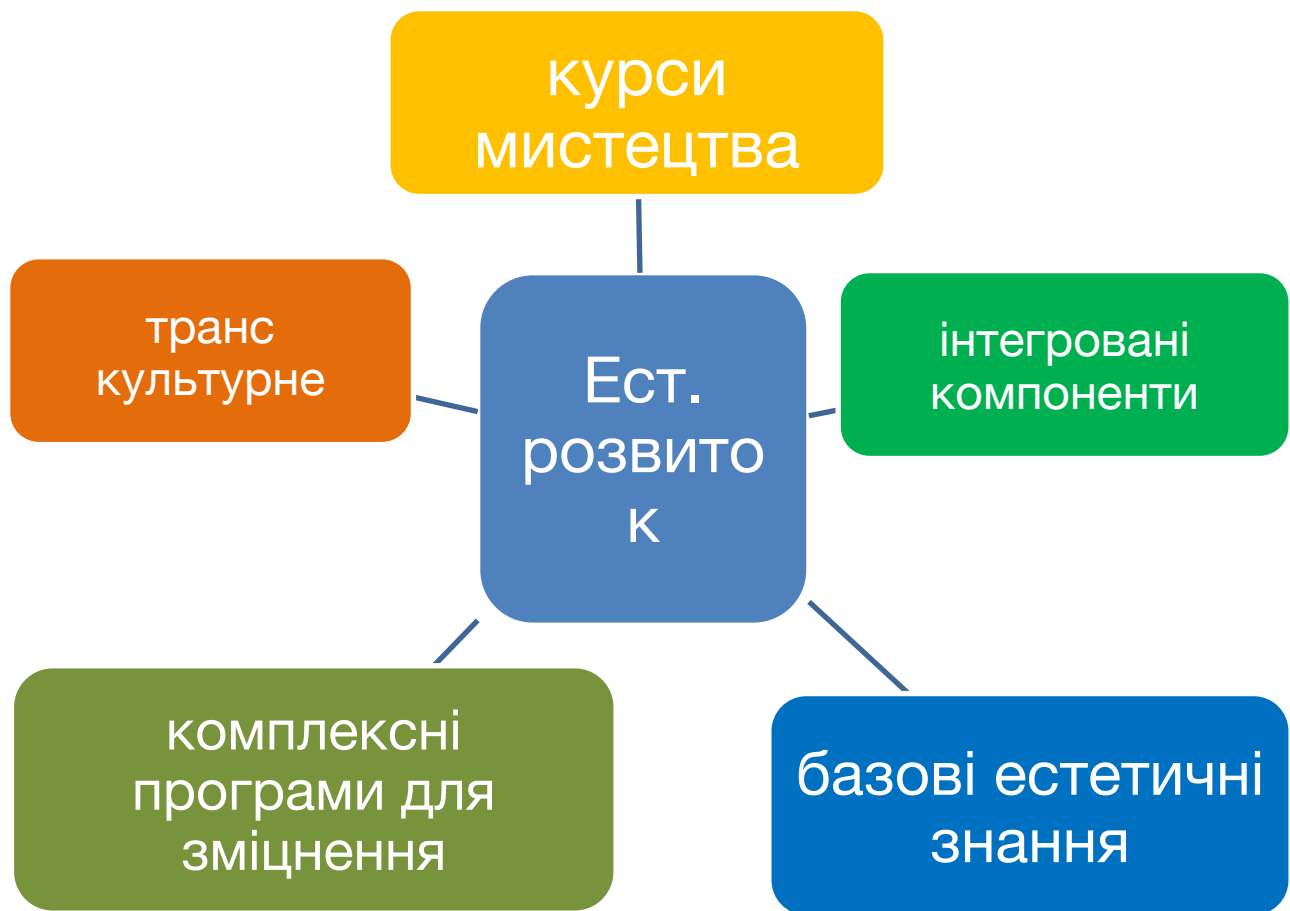 курси
мистецтва
транс
культурне
інтегровані
компоненти
Ест.
розвито
к
комплексні
програми для
зміцнення
базові естетичні
знання